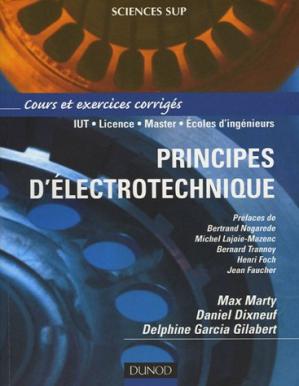 SCIENCES SUP
Cours et exercices corrigés
IUT • Licence • Master • Écoles d'ingénieurs
PRINCIPES
D'ÉLECTROTECHNIQUE
Préfaces de
Bertrand Nogarede
Michel Lajoie-Mazenc
Bernard Trannoy
Henri Foch
Jean Faucher
Max Marty
Daniel Dixneuf
Delphine Garcia Gilabert
DUNOD